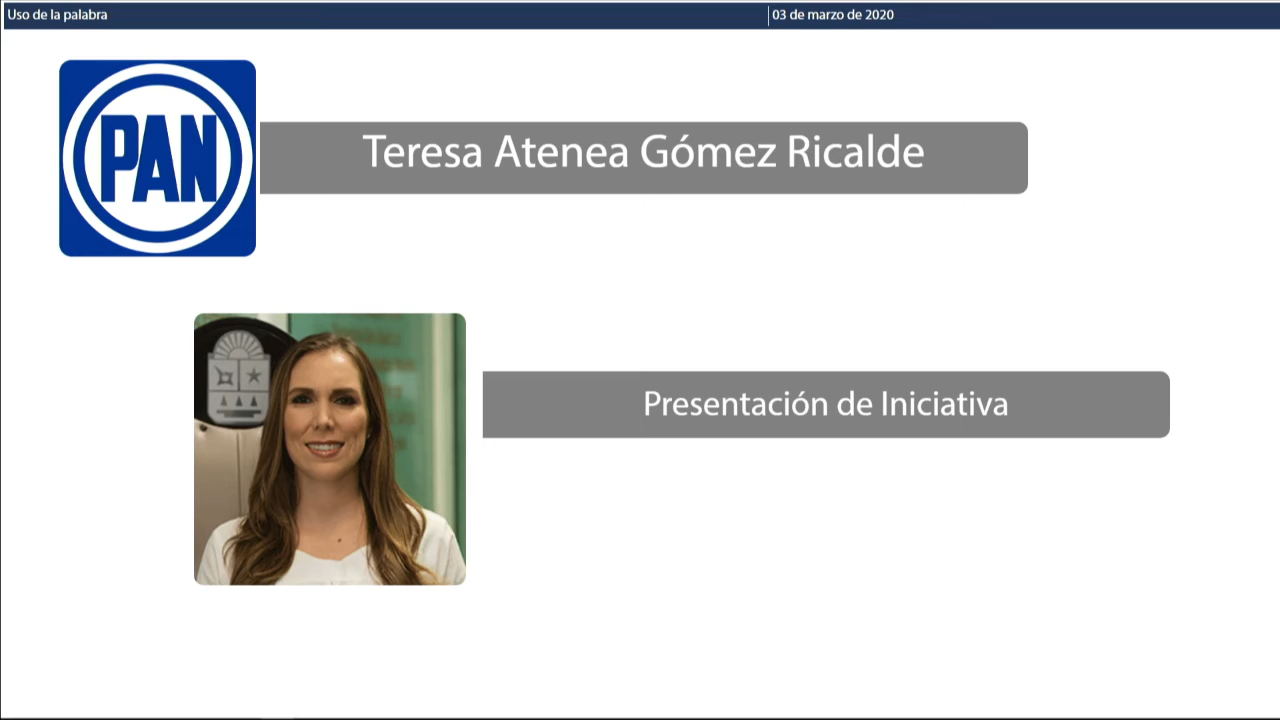 Uso de la palabra
03 de marzo de 2020
PAN
Teresa Atenea Gómez Ricalde
Presentación de Iniciativa